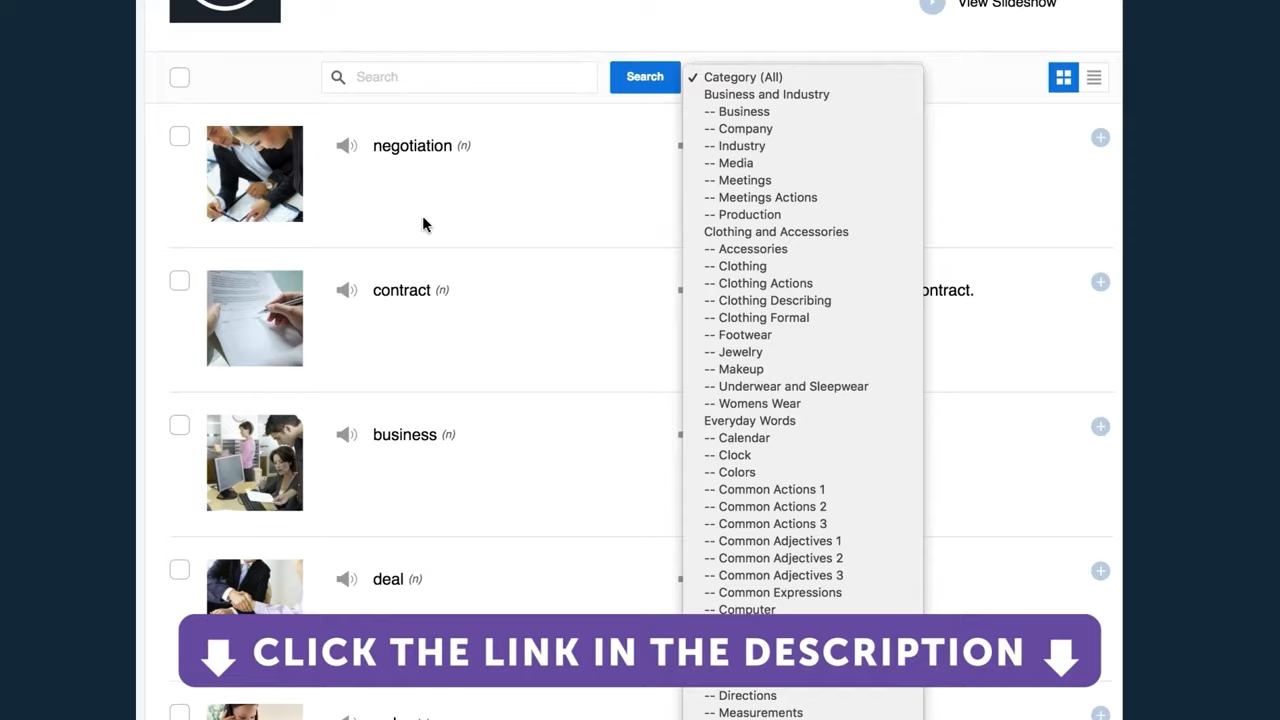 View Slideshow
Search
Search
Category (All)
Business and Industry
-- Business
-- Company
-- Industry
-- Media
-- Meetings
-- Meetings Actions
-- Production
Clothing and Accessories
-- Accessories
-- Clothing
-- Clothing Actions
-- Clothing Describing
-- Clothing Formal
-- Footwear
-- Jewelry
-- Makeup
-- Underwear and Sleepwear
-- Womens Wear
Everyday Words
-- Calendar
-- Clock
-- Colors
-- Common Actions 1
-- Common Actions 2
-- Common Actions 3
-- Common Adjectives 1
-- Common Adjectives 2
-- Common Adjectives 3
-- Common Expressions
-- Computer
-- Directions
-- Measurements
negotiation (n)
contract (n)
ontract.
business (n)
deal (n)
CLICK THE LINK IN THE DESCRIPTION